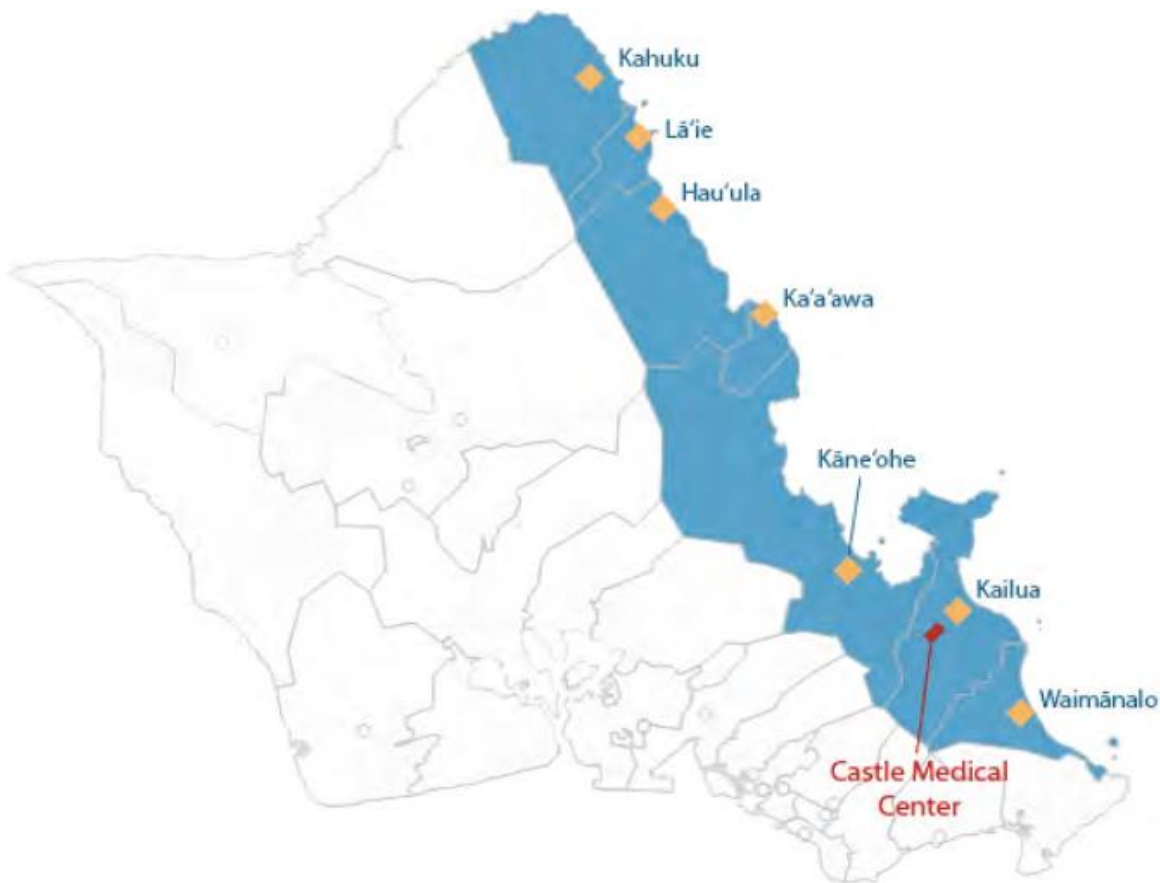 Kahuku
Lā‘ie
Hau‘ula
Ka‘a‘awa
Kāne‘ohe
Kailua
Waimānalo
Castle Medical
Center